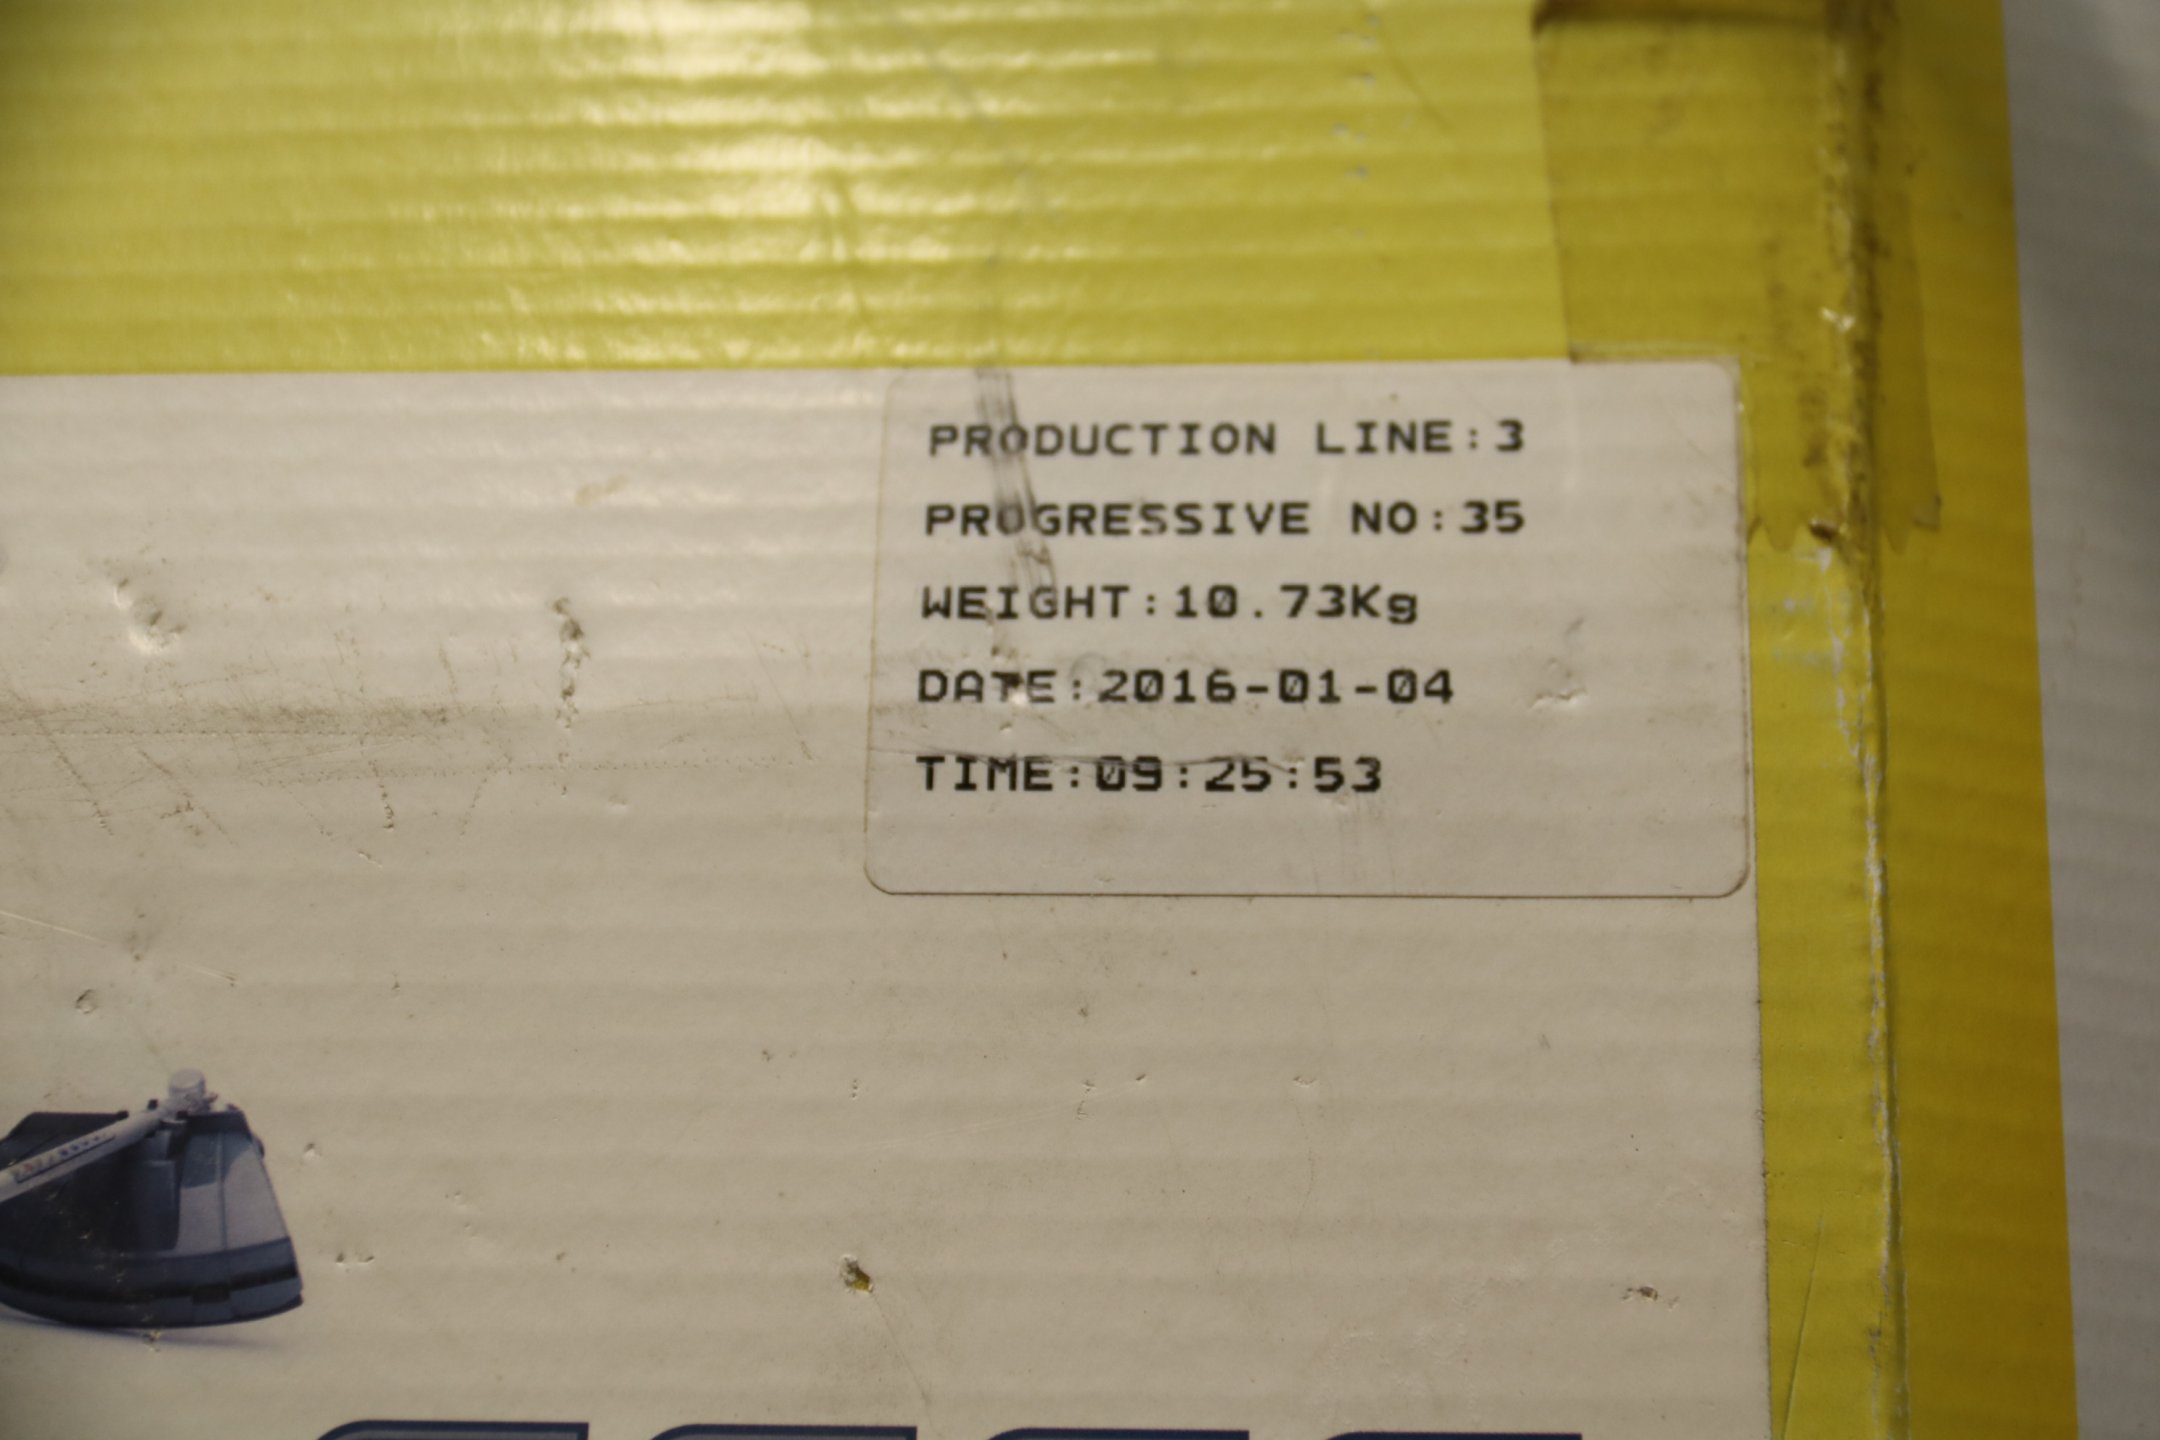 PRODUCTION LINE:3
PROGRESSIVE NO:35
WEIGHT:10.73Kg
DATE:2016-01-04
TIME:09:25:53